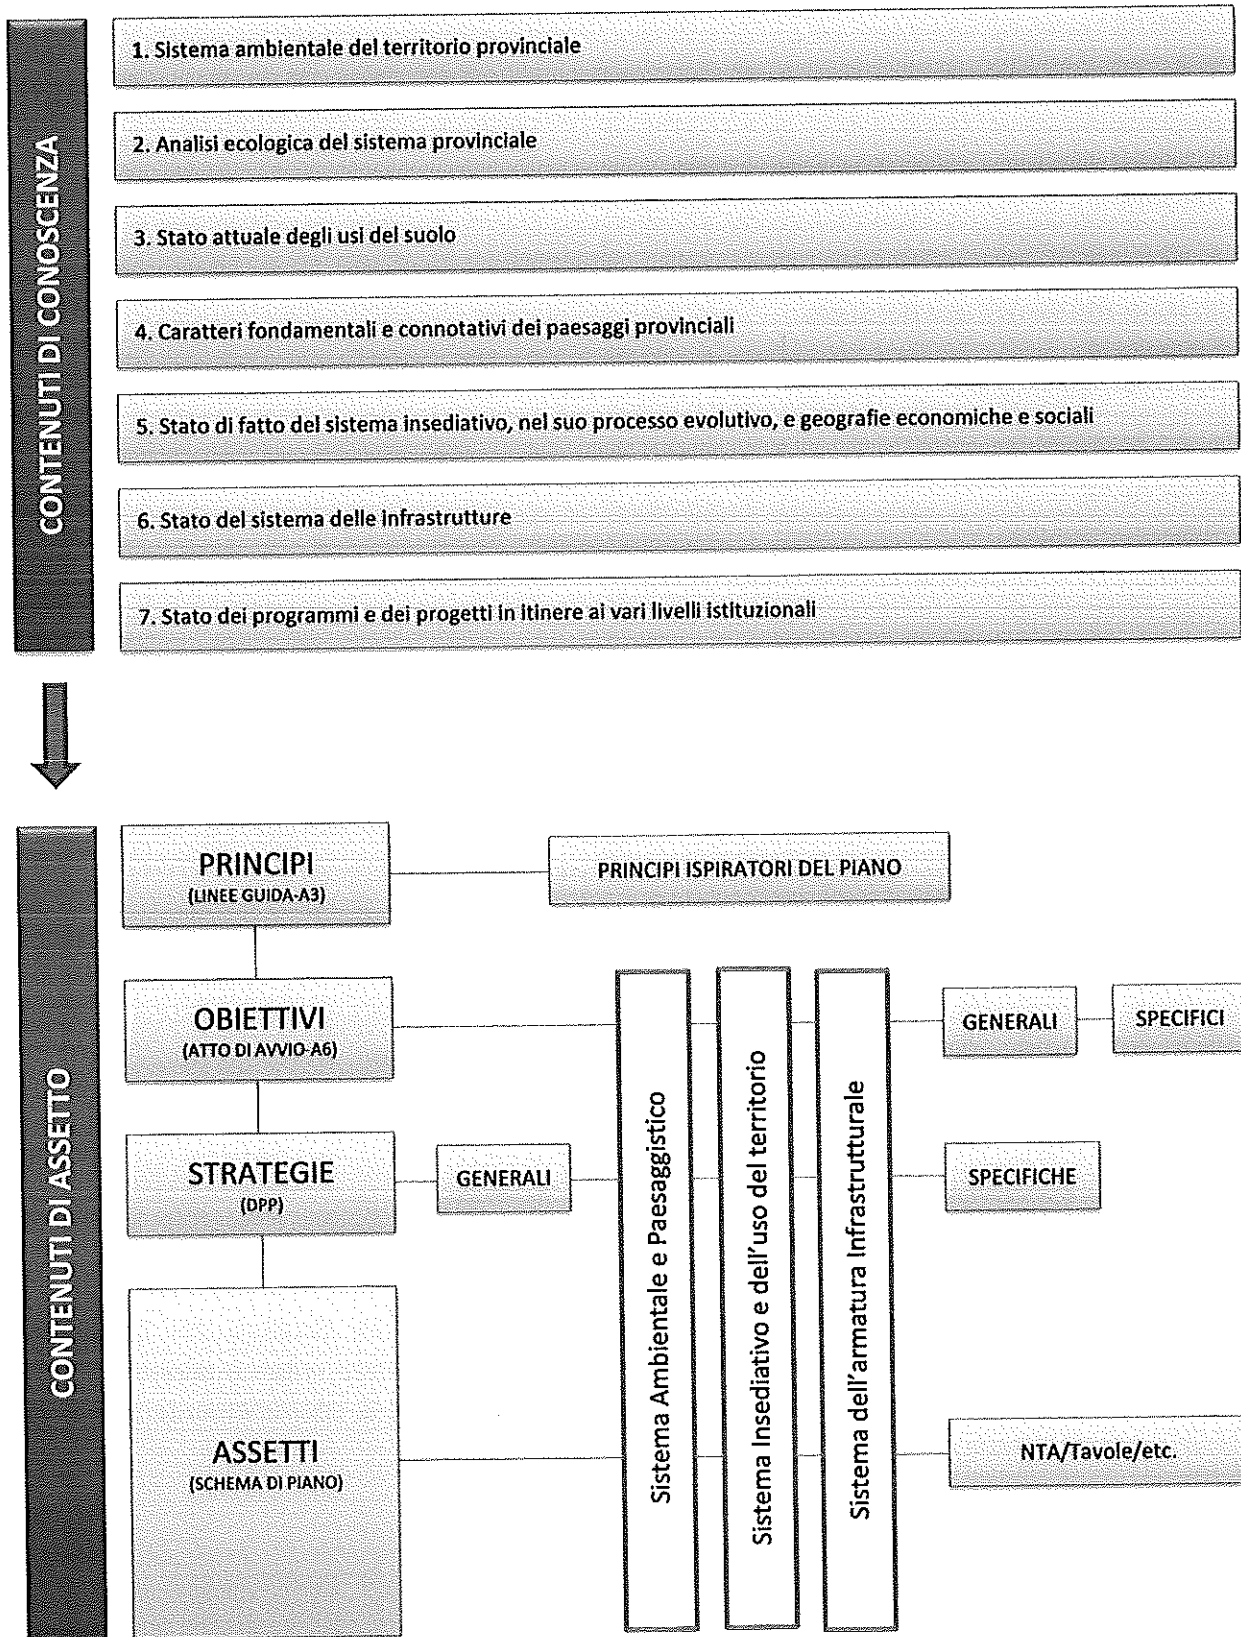 CONTENUTI DI CONOSCENZA
1. Sistema ambientale del territorio provinciale
2. Analisi ecologica del sistema provinciale
3. Stato attuale degli usi del suolo
4. Caratteri fondamentali e connotativi dei paesaggi provinciali
5. Stato di fatto del sistema insediativo, nel suo processo evolutivo, e geografie economiche e sociali
6. Stato del sistema delle infrastrutture
7. Stato dei programmi e dei progetti in itinere ai vari livelli istituzionali
CONTENUTI DI ASSETTO
PRINCIPI
(LINEE GUIDA-A3)
PRINCIPI ISPIRATORI DEL PIANO
OBIETTIVI
(ATTO DI AVVIO-A6)
GENERALI
SPECIFICI
STRATEGIE
(DPP)
GENERALI
SPECIFICHE
ASSETTI
(SCHEMA DI PIANO)
Sistema Ambientale e Paesaggistico
Sistema Insediativo e dell'uso del territorio
Sistema dell'armatura Infrastrutturale
NTA/Tavole/etc.